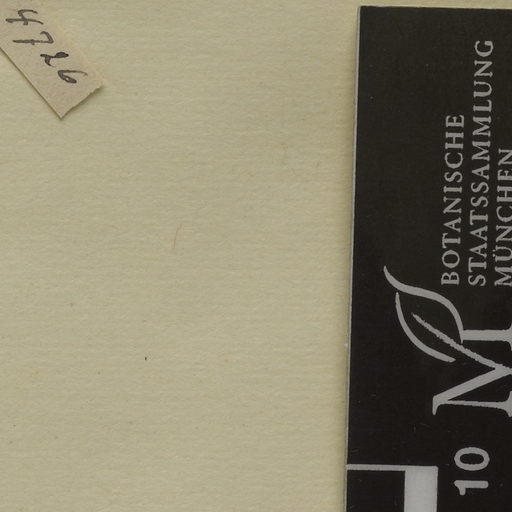 4726
BOTANISCHE
STAATSSAMMLUNG
MÜNCHEN
M
10